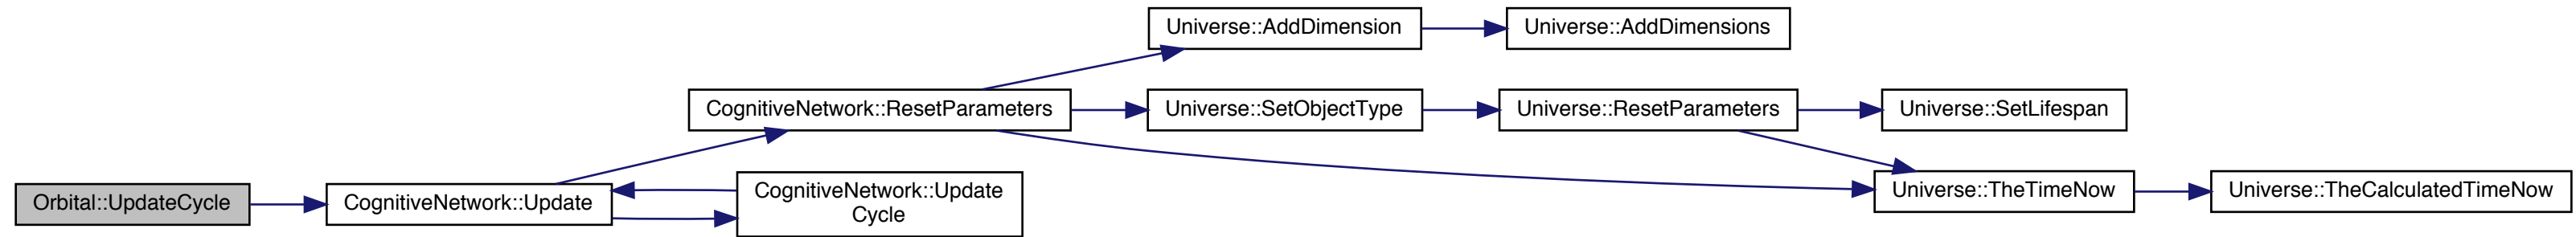 Universe::AddDimension
Universe::AddDimensions
CognitiveNetwork::ResetParameters
Universe::SetObjectType
Universe::ResetParameters
Universe::SetLifespan
Orbital::UpdateCycle
CognitiveNetwork::Update
CognitiveNetwork::Update
Cycle
Universe::TheTimeNow
Universe::TheCalculatedTimeNow